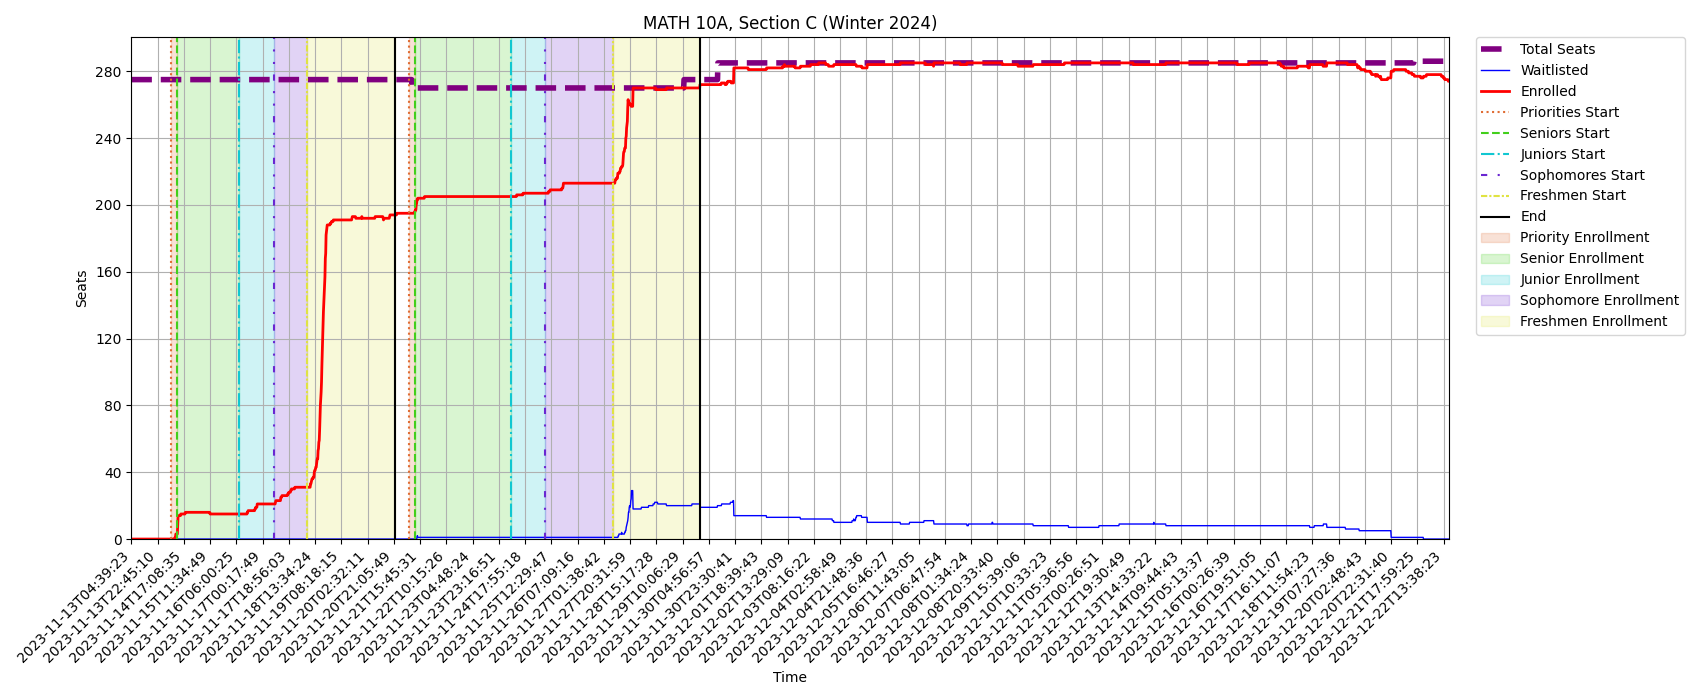 MATH 10A, Section C (Winter 2024)
Seats
280
240
200
160
120
80
40
0
2023-11-13T04:39:23
2023-11-13T22:45:10
2023-11-14T17:08:35
2023-11-15T11:34:49
2023-11-16T06:00:25
2023-11-17T00:17:49
2023-11-17T18:56:03
2023-11-18T13:34:24
2023-11-19T08:18:15
2023-11-20T02:32:11
2023-11-20T21:05:49
2023-11-21T15:45:31
2023-11-22T10:15:26
2023-11-23T04:48:24
2023-11-23T23:16:51
2023-11-24T17:55:18
2023-11-25T12:29:47
2023-11-26T07:09:16
2023-11-27T01:38:42
2023-11-27T20:31:59
2023-11-28T15:17:28
2023-11-29T10:06:29
2023-11-30T04:56:57
2023-11-30T23:30:41
2023-12-01T18:39:43
2023-12-02T13:29:09
2023-12-03T08:16:22
2023-12-04T02:58:49
2023-12-04T21:48:36
2023-12-05T16:46:27
2023-12-06T11:43:05
2023-12-07T06:47:54
2023-12-08T01:34:24
2023-12-08T20:33:40
2023-12-09T15:39:06
2023-12-10T10:33:23
2023-12-11T05:36:56
2023-12-12T00:26:51
2023-12-12T19:30:49
2023-12-13T14:33:22
2023-12-14T09:44:43
2023-12-15T05:13:37
2023-12-16T00:26:39
2023-12-16T19:51:05
2023-12-17T16:11:07
2023-12-18T11:54:23
2023-12-19T07:27:36
2023-12-20T02:48:43
2023-12-20T22:31:40
2023-12-21T17:59:25
2023-12-22T13:38:23
Time
Total Seats
Waitlisted
Enrolled
Priorities Start
Seniors Start
Juniors Start
Sophomores Start
Freshmen Start
End
Priority Enrollment
Senior Enrollment
Junior Enrollment
Sophomore Enrollment
Freshmen Enrollment